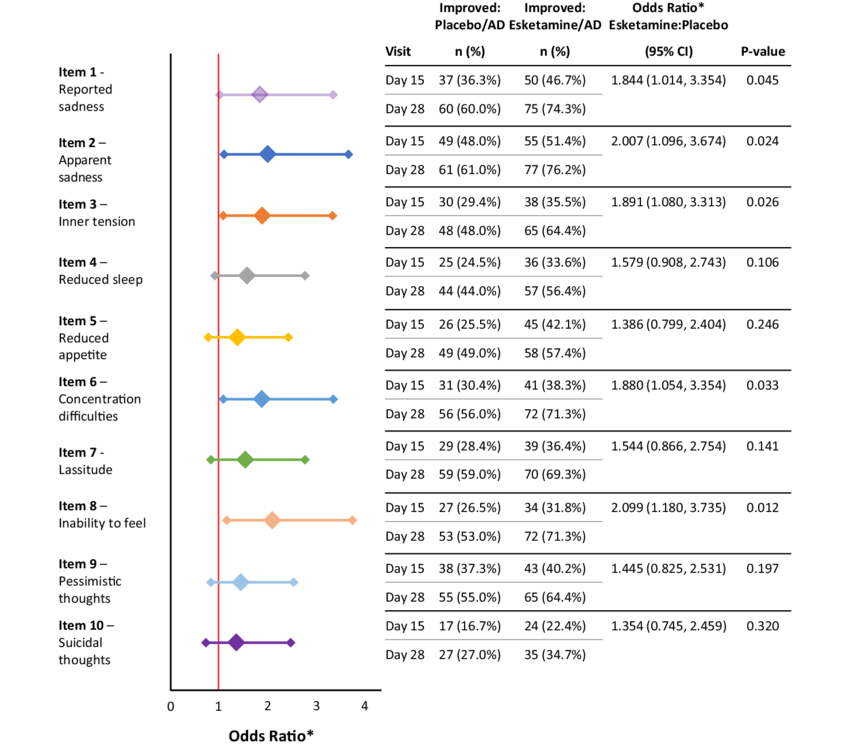 Improved: Improved: Odds Ratio*
Placebo/AD Esketamine/AD Esketamine:Placebo
Visit n (%) n (%) (95% CI) P-value
Item 1 -
Reported
sadness
Day 15 37 (36.3%) 50 (46.7%) 1.844 (1.014, 3.354) 0.045
Day 28 60 (60.0%) 75 (74.3%)
Item 2 –
Apparent
sadness
Day 15 49 (48.0%) 55 (51.4%) 2.007 (1.096, 3.674) 0.024
Day 28 61 (61.0%) 77 (76.2%)
Item 3 –
Inner tension
Day 15 30 (29.4%) 38 (35.5%) 1.891 (1.080, 3.313) 0.026
Day 28 48 (48.0%) 65 (64.4%)
Item 4 –
Reduced sleep
Day 15 25 (24.5%) 36 (33.6%) 1.579 (0.908, 2.743) 0.106
Day 28 44 (44.0%) 57 (56.4%)
Item 5 –
Reduced
appetite
Day 15 26 (25.5%) 45 (42.1%) 1.386 (0.799, 2.404) 0.246
Day 28 49 (49.0%) 58 (57.4%)
Item 6 –
Concentration
difficulties
Day 15 31 (30.4%) 41 (38.3%) 1.880 (1.054, 3.354) 0.033
Day 28 56 (56.0%) 72 (71.3%)
Item 7 -
Lassitude
Day 15 29 (28.4%) 39 (36.4%) 1.544 (0.866, 2.754) 0.141
Day 28 59 (59.0%) 70 (69.3%)
Item 8 –
Inability to feel
Day 15 27 (26.5%) 34 (31.8%) 2.099 (1.180, 3.735) 0.012
Day 28 53 (53.0%) 72 (71.3%)
Item 9 –
Pessimistic
thoughts
Day 15 38 (37.3%) 43 (40.2%) 1.445 (0.825, 2.531) 0.197
Day 28 55 (55.0%) 65 (64.4%)
Item 10 –
Suicidal
thoughts
Day 15 17 (16.7%) 24 (22.4%) 1.354 (0.745, 2.459) 0.320
Day 28 27 (27.0%) 35 (34.7%)
0 1 2 3 4
Odds Ratio*